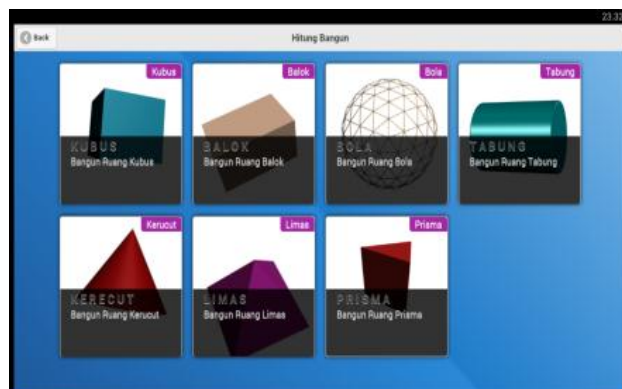 23.32
Back
Hitung Bangun
Kubus
KUBUS
Bangun Ruang Kubus
Balok
BALOK
Bangun Ruang Balok
Bola
BOLA
Bangun Ruang Bola
Tabung
TABUNG
Bangun Ruang Tabung
Kerucut
KERECUT
Bangun Ruang Kerucut
Limas
LIMAS
Bangun Ruang Limas
Prisma
PRISMA
Bangun Ruang Prisma